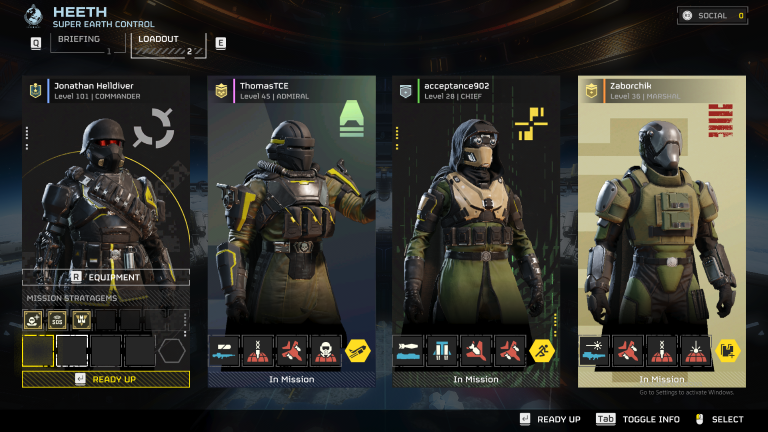 HEETH
SUPER EARTH CONTROL
SOCIAL 0
Q BRIEFING 1 LOADOUT 2 E
Jonathan Helldiver
Level 101 | COMMANDER
ThomasTCE
Level 45 | ADMIRAL
acceptance902
Level 28 | CHIEF
Zaborchik
Level 36 | MARSHAL
R EQUIPMENT
MISSION STRATAGEMS
SOS
READY UP
In Mission
In Mission
In Mission
Go to Settings to activate Windows.
READY UP Tab TOGGLE INFO SELECT